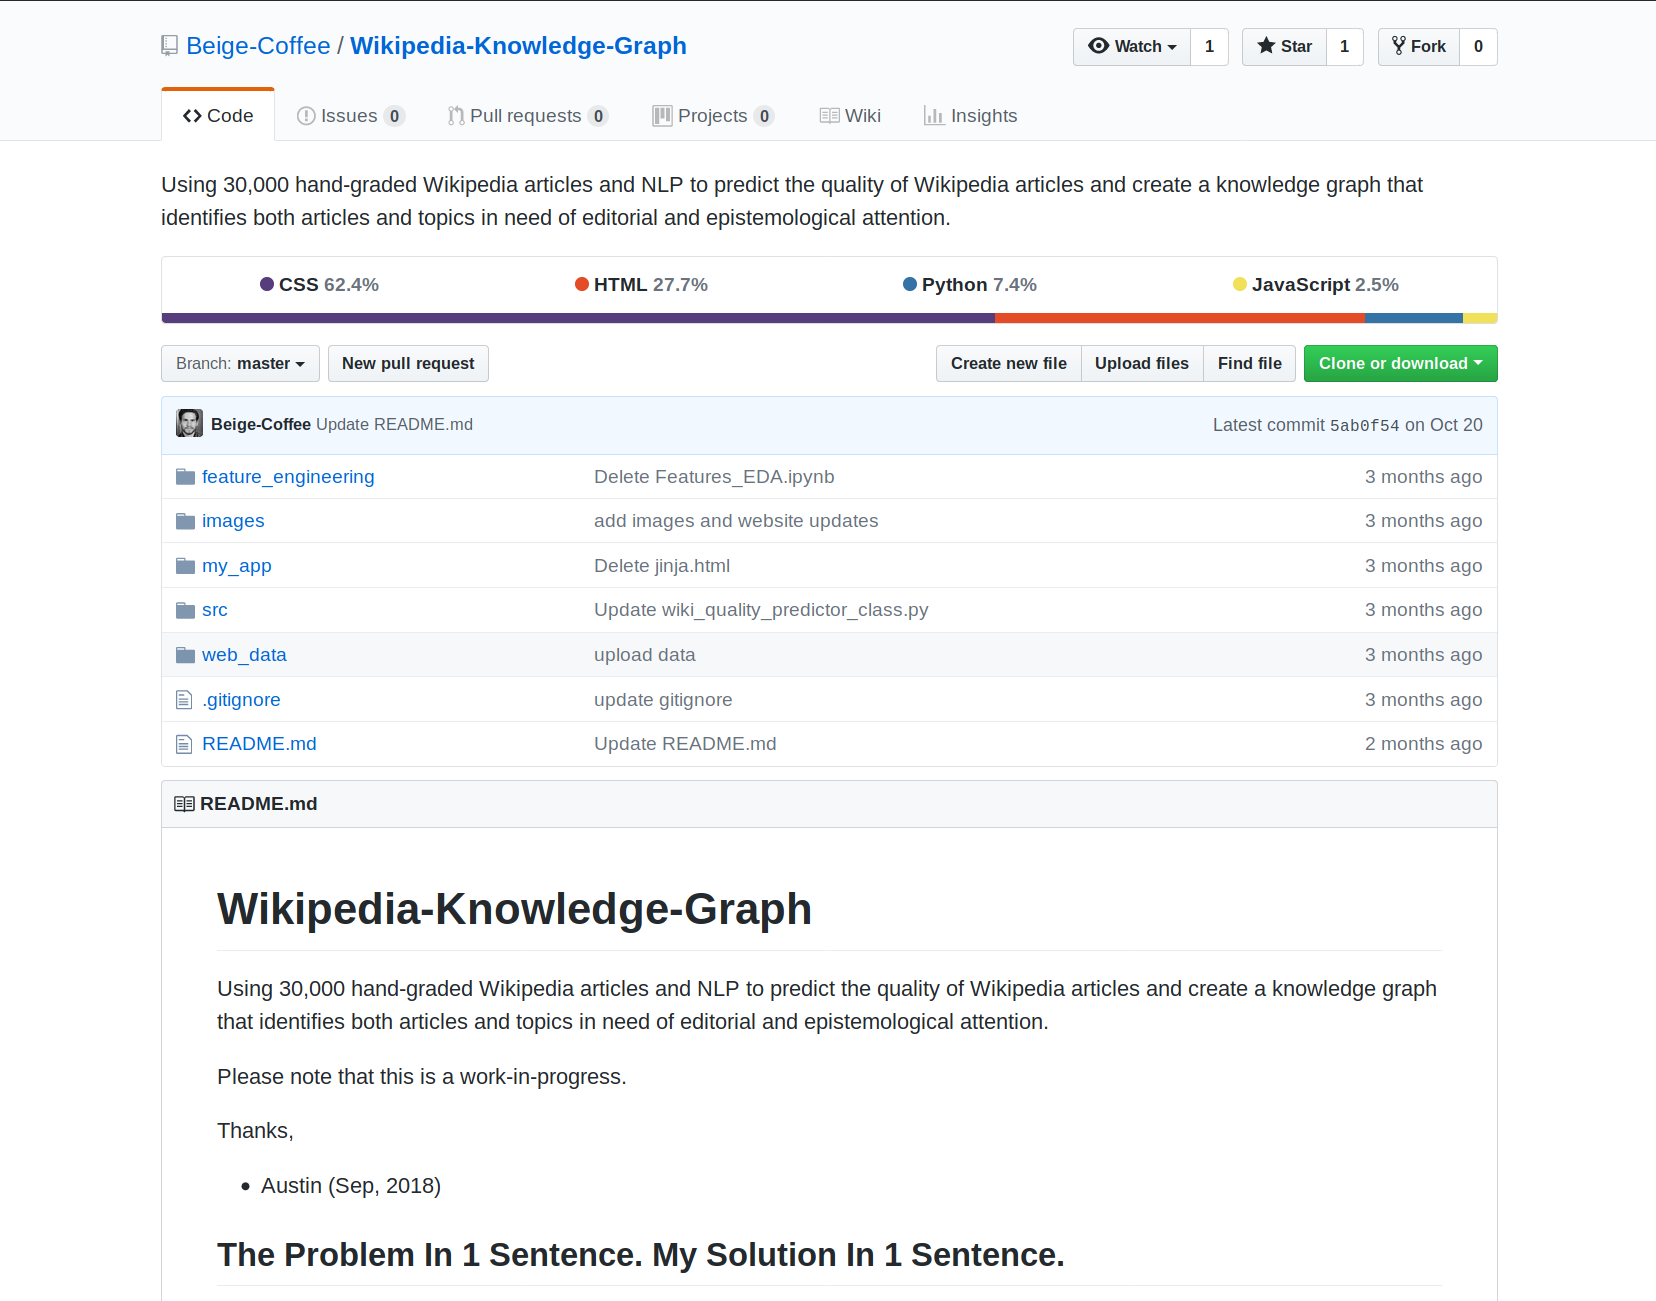 Beige-Coffee / Wikipedia-Knowledge-Graph
Watch 1 Star 1 Fork 0
Code Issues 0 Pull requests 0 Projects 0 Wiki Insights
Using 30,000 hand-graded Wikipedia articles and NLP to predict the quality of Wikipedia articles and create a knowledge graph that
identifies both articles and topics in need of editorial and epistemological attention.
CSS 62.4% HTML 27.7% Python 7.4% JavaScript 2.5%
Branch: master New pull request Create new file Upload files Find file Clone or download
Beige-Coffee Update README.md Latest commit 5ab0f54 on Oct 20
feature_engineering Delete Features_EDA.ipynb 3 months ago
images add images and website updates 3 months ago
my_app Delete jinja.html 3 months ago
src Update wiki_quality_predictor_class.py 3 months ago
web_data upload data 3 months ago
.gitignore update gitignore 3 months ago
README.md Update README.md 2 months ago
README.md
Wikipedia-Knowledge-Graph
Using 30,000 hand-graded Wikipedia articles and NLP to predict the quality of Wikipedia articles and create a knowledge graph
that identifies both articles and topics in need of editorial and epistemological attention.
Please note that this is a work-in-progress.
Thanks,
• Austin (Sep, 2018)
The Problem In 1 Sentence. My Solution In 1 Sentence.